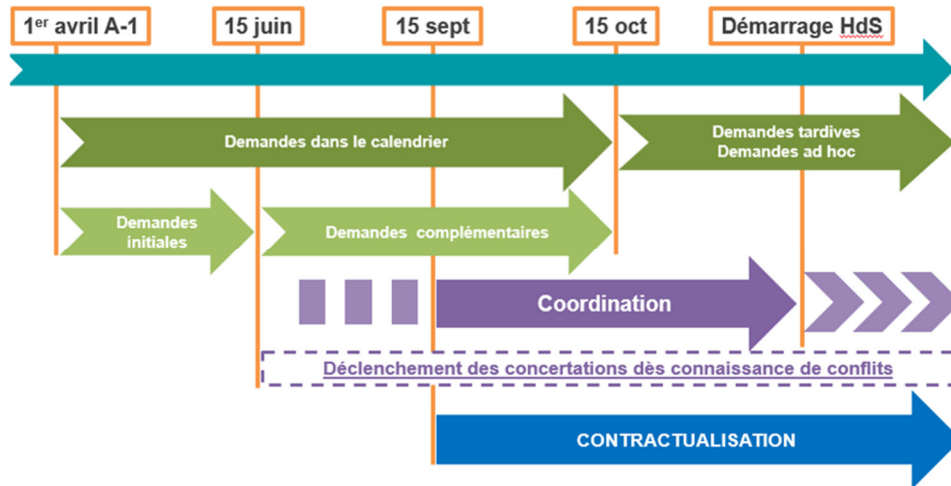 1er avril A-1
15 juin
15 sept
15 oct
Démarrage HdS
Demandes dans le calendrier
Demandes tardives
Demandes ad hoc
Demandes
initiales
Demandes complémentaires
Coordination
Déclenchement des concertations dès connaissance de conflits
CONTRACTUALISATION